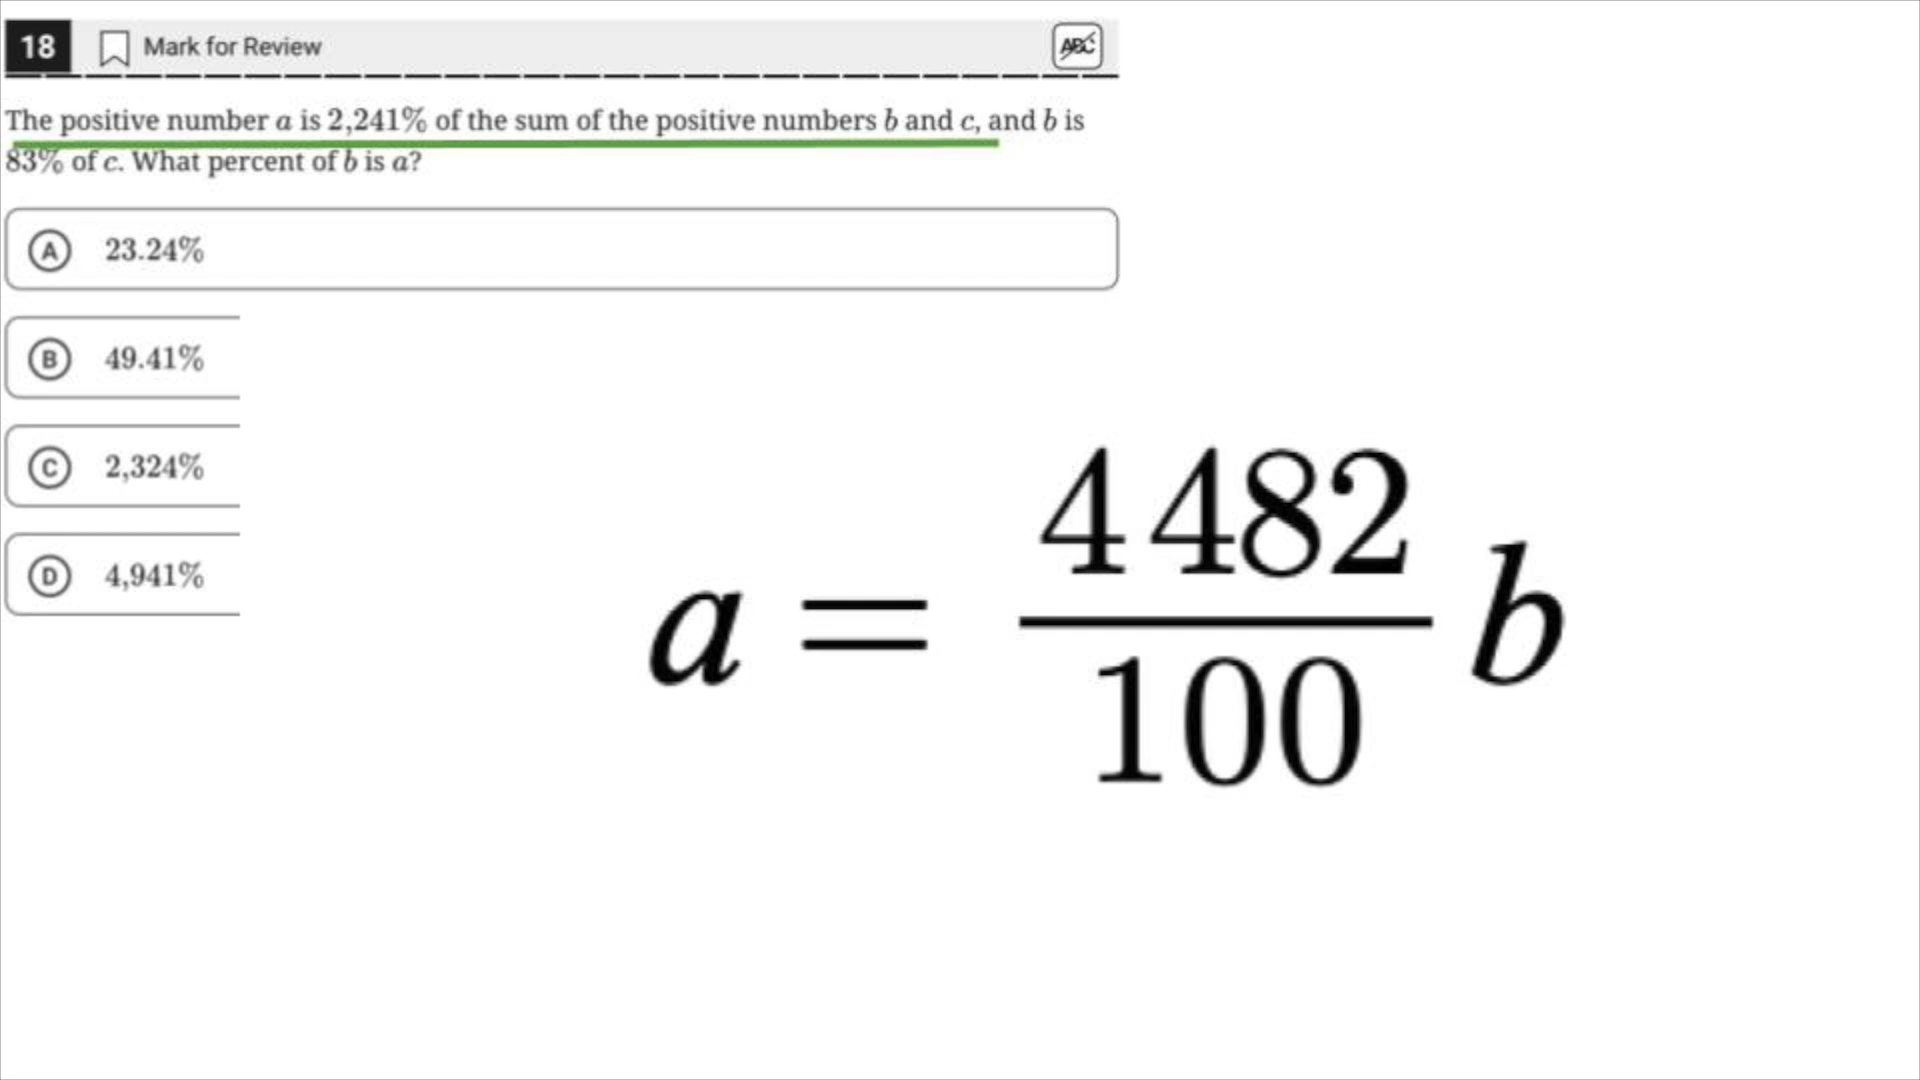 18 Mark for Review ABC
The positive number a is 2,241% of the sum of the positive numbers b and c, and b is
83% of c. What percent of b is a?
A 23.24%
B 49.41%
C 2,324%
D 4,941%
a = 4482/100 b